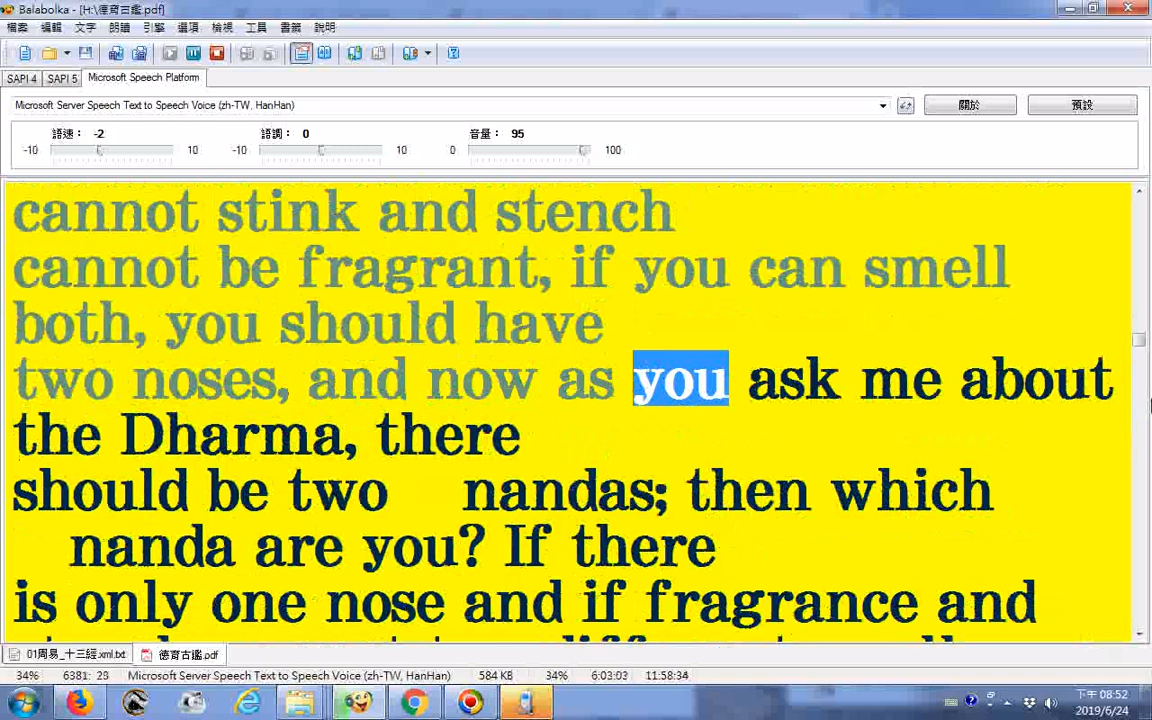 Balabolka - [H:\德育古鑑.pdf]
檔案 編輯 文字 朗讀 引擎 選項 檢視 工具 書籤 說明
SAPI 4 SAPI 5 Microsoft Speech Platform
Microsoft Server Speech Text to Speech Voice (zh-TW, HanHan) 關於 預設
語速： -2 語調： 0 音量： 95
-10 10 -10 10 0 100
cannot stink and stench
cannot be fragrant, if you can smell
both, you should have
two noses, and now as you ask me about
the Dharma, there
should be two nandas; then which
nanda are you? If there
is only one nose and if fragrance and
01周易_十三經.xml.txt 德育古鑑.pdf
34% 6381: 23 Microsoft Server Speech Text to Speech Voice (zh-TW, HanHan) 584 KB 34% 6:03:03 11:58:34
下午 08:52
2019/6/24